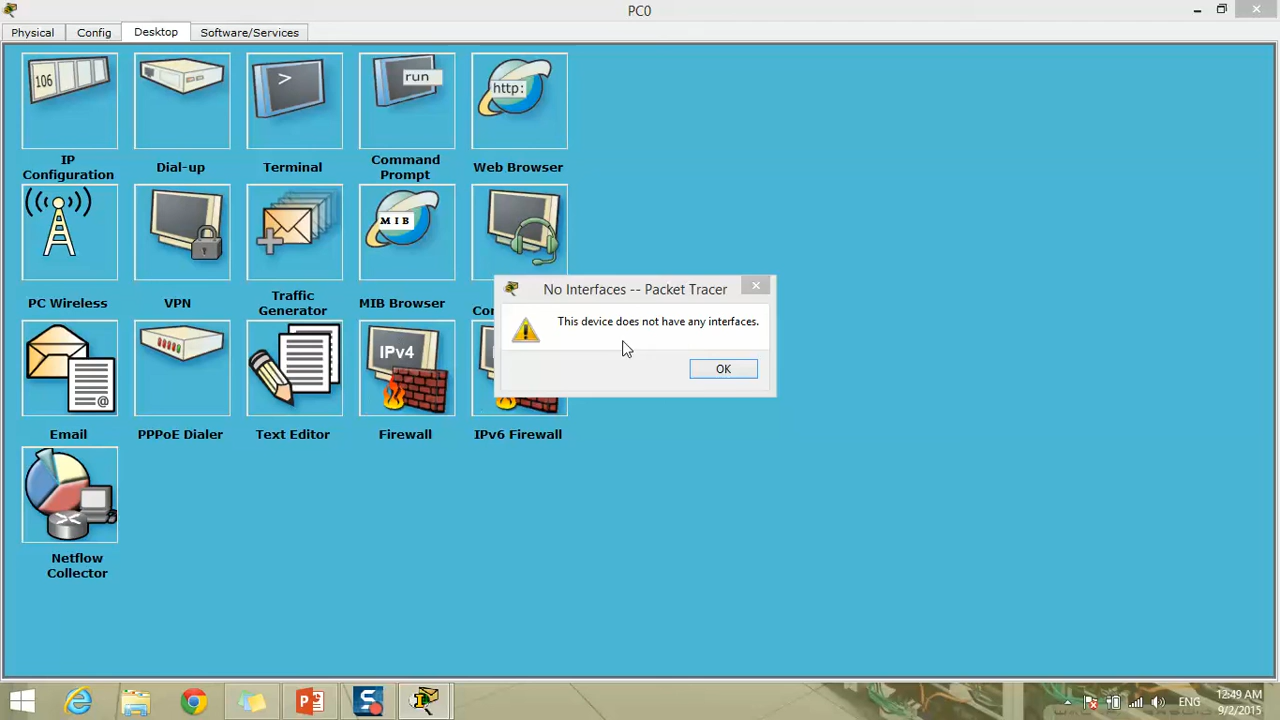 PC0
Physical Config Desktop Software/Services
106
>
run
http:
IP
Configuration
Dial-up
Terminal
Command
Prompt
Web Browser
MIB
PC Wireless
VPN
Traffic
Generator
MIB Browser
No Interfaces -- Packet Tracer
This device does not have any interfaces.
OK
@
IPv4
Email
PPPoE Dialer
Text Editor
Firewall
IPv6 Firewall
Netflow
Collector
ENG
12:49 AM
9/2/2015